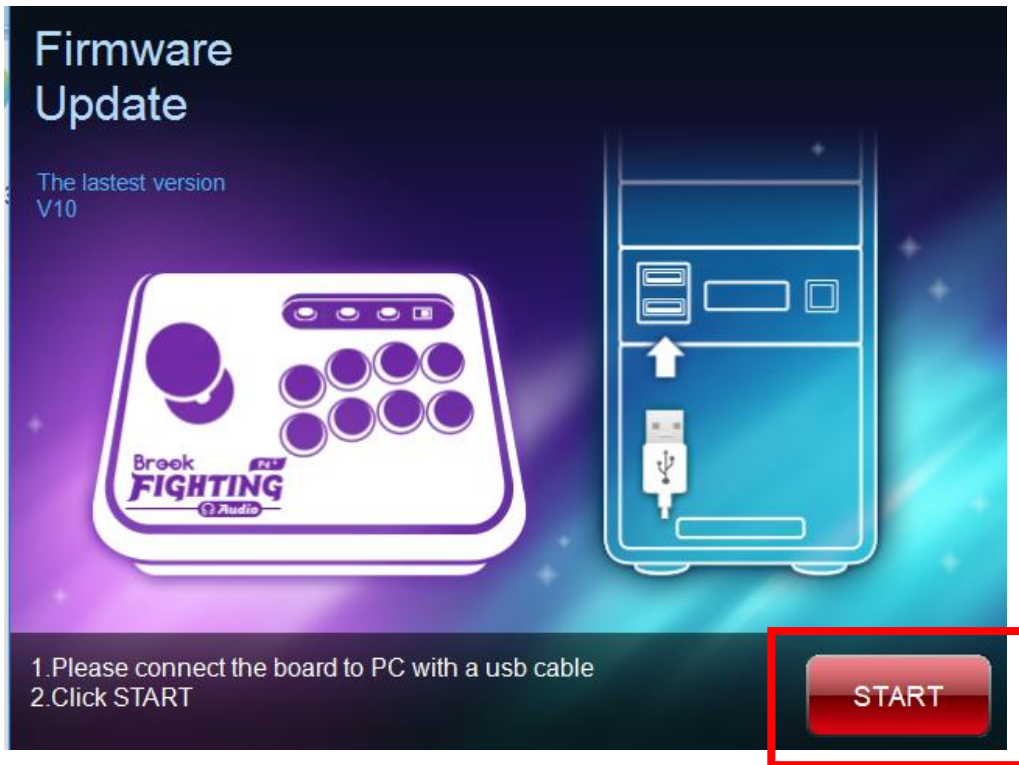 Firmware
Update
The lastest version
V10
Brook
FIGHTING
Audio
1.Please connect the board to PC with a usb cable
2.Click START
START